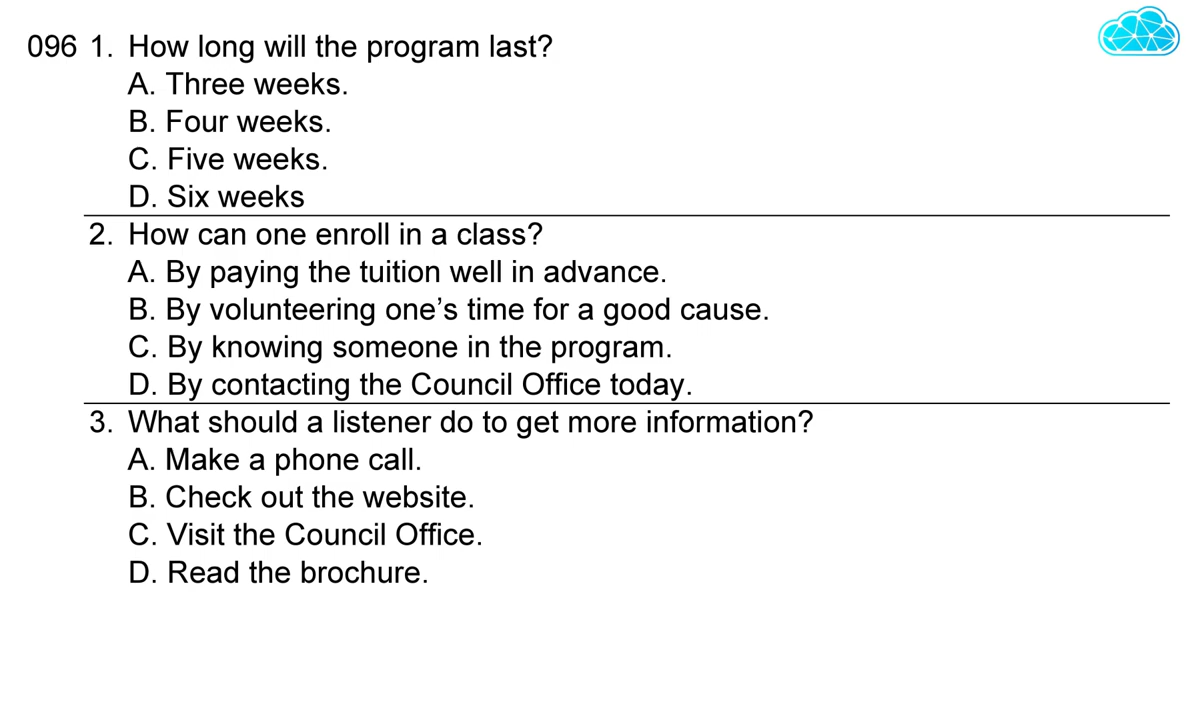 096 1. How long will the program last?
A. Three weeks.
B. Four weeks.
C. Five weeks.
D. Six weeks
2. How can one enroll in a class?
A. By paying the tuition well in advance.
B. By volunteering one’s time for a good cause.
C. By knowing someone in the program.
D. By contacting the Council Office today.
3. What should a listener do to get more information?
A. Make a phone call.
B. Check out the website.
C. Visit the Council Office.
D. Read the brochure.